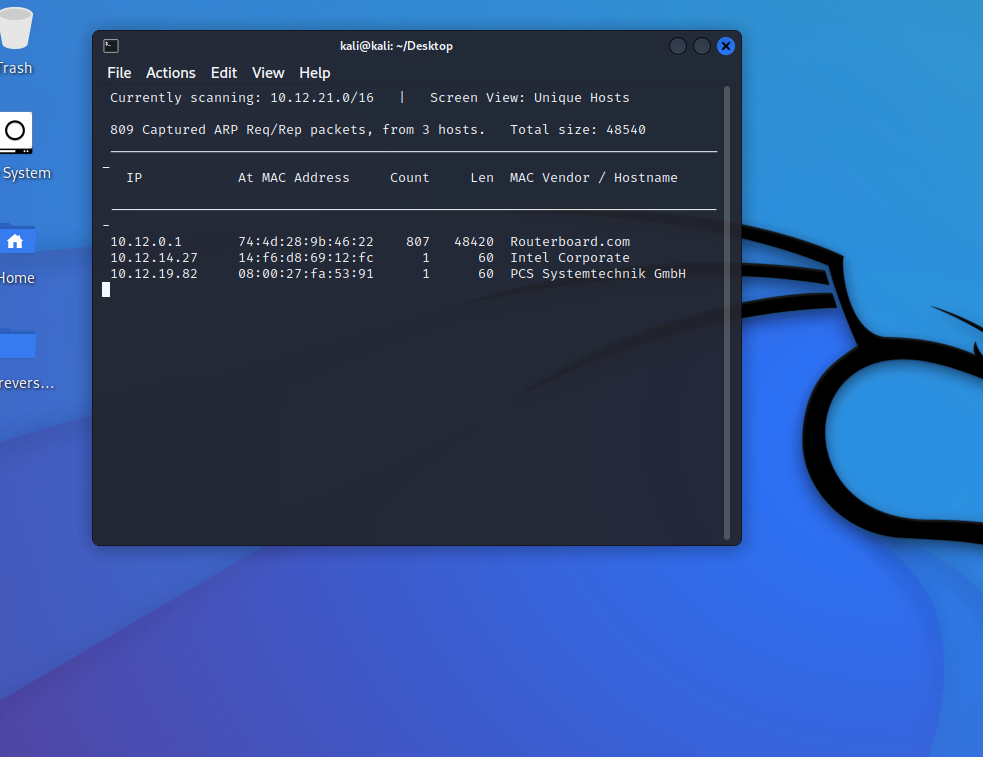 kali@kali: ~/Desktop
File Actions Edit View Help
Currently scanning: 10.12.21.0/16 | Screen View: Unique Hosts
809 Captured ARP Req/Rep packets, from 3 hosts. Total size: 48540
_
IP At MAC Address Count Len MAC Vendor / Hostname
_
10.12.0.1 74:4d:28:9b:46:22 807 48420 Routerboard.com
10.12.14.27 14:f6:d8:69:12:fc 1 60 Intel Corporate
10.12.19.82 08:00:27:fa:53:91 1 60 PCS Systemtechnik GmbH
Trash
System
Home
revers...